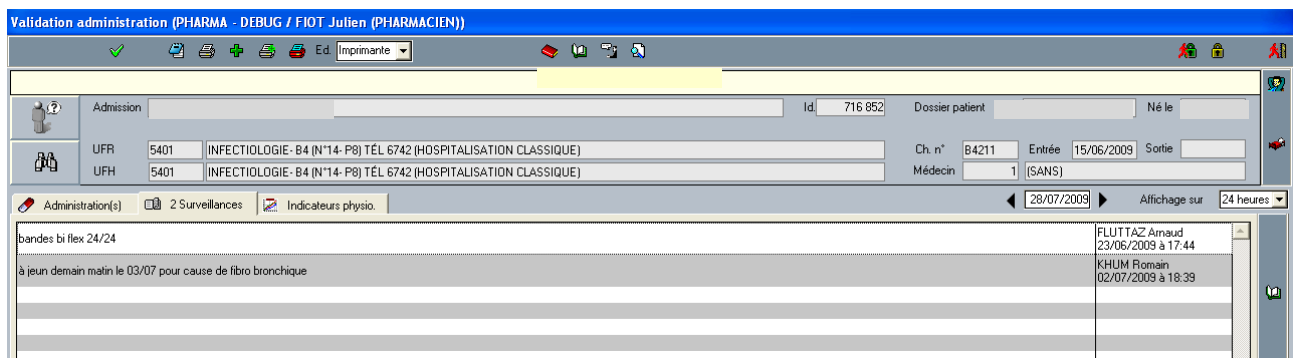 Validation administration (PHARMA - DEBUG / FIOT Julien (PHARMACIEN))
Ed. Imprimante
Admission Id. 716 852 Dossier patient Né le
UFR 5401 INFECTIOLOGIE- B4 (N°14- P8) TÉL 6742 (HOSPITALISATION CLASSIQUE) Ch. n° B4211 Entrée 15/06/2009 Sortie
UFH 5401 INFECTIOLOGIE- B4 (N°14- P8) TÉL 6742 (HOSPITALISATION CLASSIQUE) Médecin 1 (SANS)
Administration(s) 2 Surveillances Indicateurs physio. 28/07/2009 Affichage sur 24 heures
bandes bi flex 24/24 FLUTTAZ Arnaud
23/06/2009 à 17:44
à jeun demain matin le 03/07 pour cause de fibro bronchique KHUM Romain
02/07/2009 à 18:39